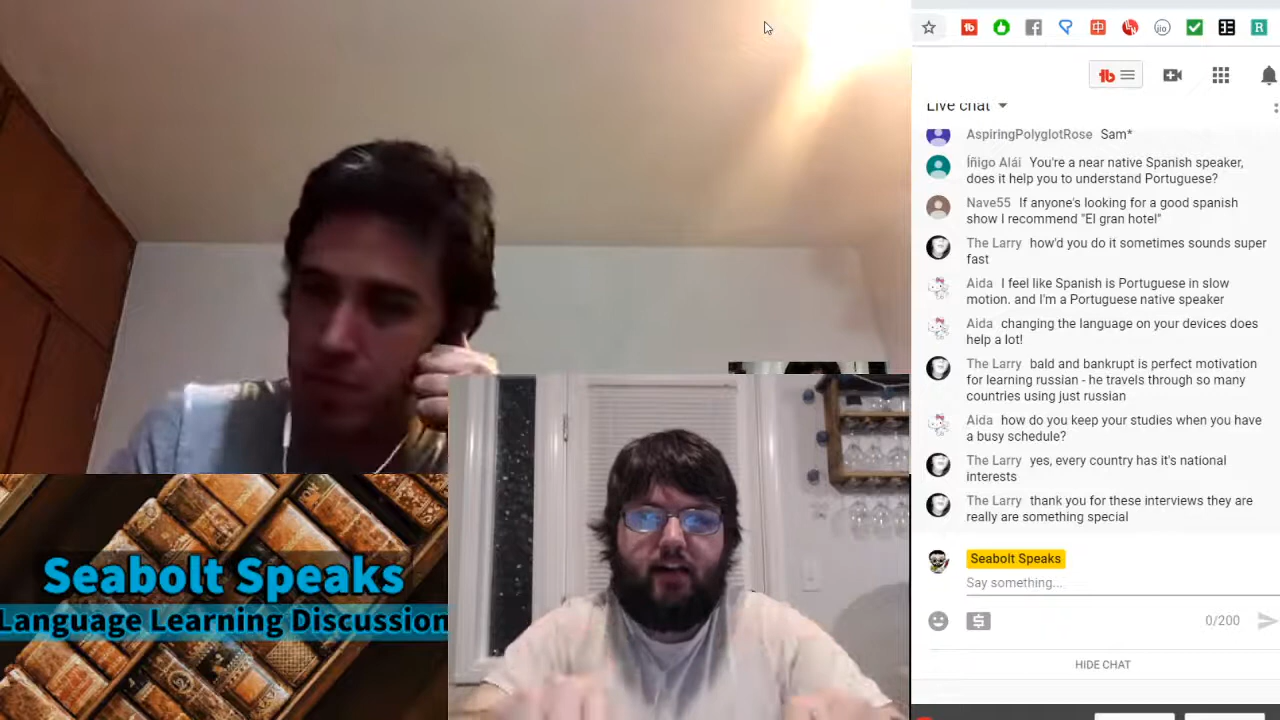 Live chat
AspiringPolyglotRose Sam*
Íñigo Alái You're a near native Spanish speaker,
does it help you to understand Portuguese?
Nave55 If anyone's looking for a good spanish
show I recommend "El gran hotel"
The Larry how'd you do it sometimes sounds super
fast
Aida I feel like Spanish is Portuguese in slow
motion. and I'm a Portuguese native speaker
Aida changing the language on your devices does
help a lot!
The Larry bald and bankrupt is perfect motivation
for learning russian - he travels through so many
countries using just russian
Aida how do you keep your studies when you have
a busy schedule?
The Larry yes, every country has it's national
interests
The Larry thank you for these interviews they are
really are something special
Seabolt Speaks
Say something...
0/200
HIDE CHAT
Seabolt Speaks
Language Learning Discussion